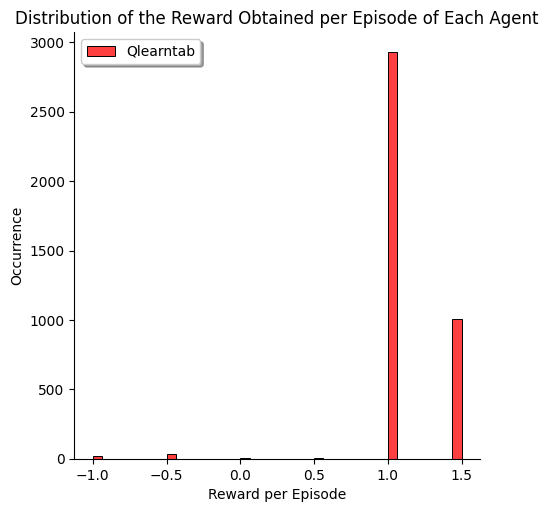 Distribution of the Reward Obtained per Episode of Each Agent
Qlearntab
3000
2500
2000
1500
1000
500
0
Occurrence
−1.0 −0.5 0.0 0.5 1.0 1.5
Reward per Episode